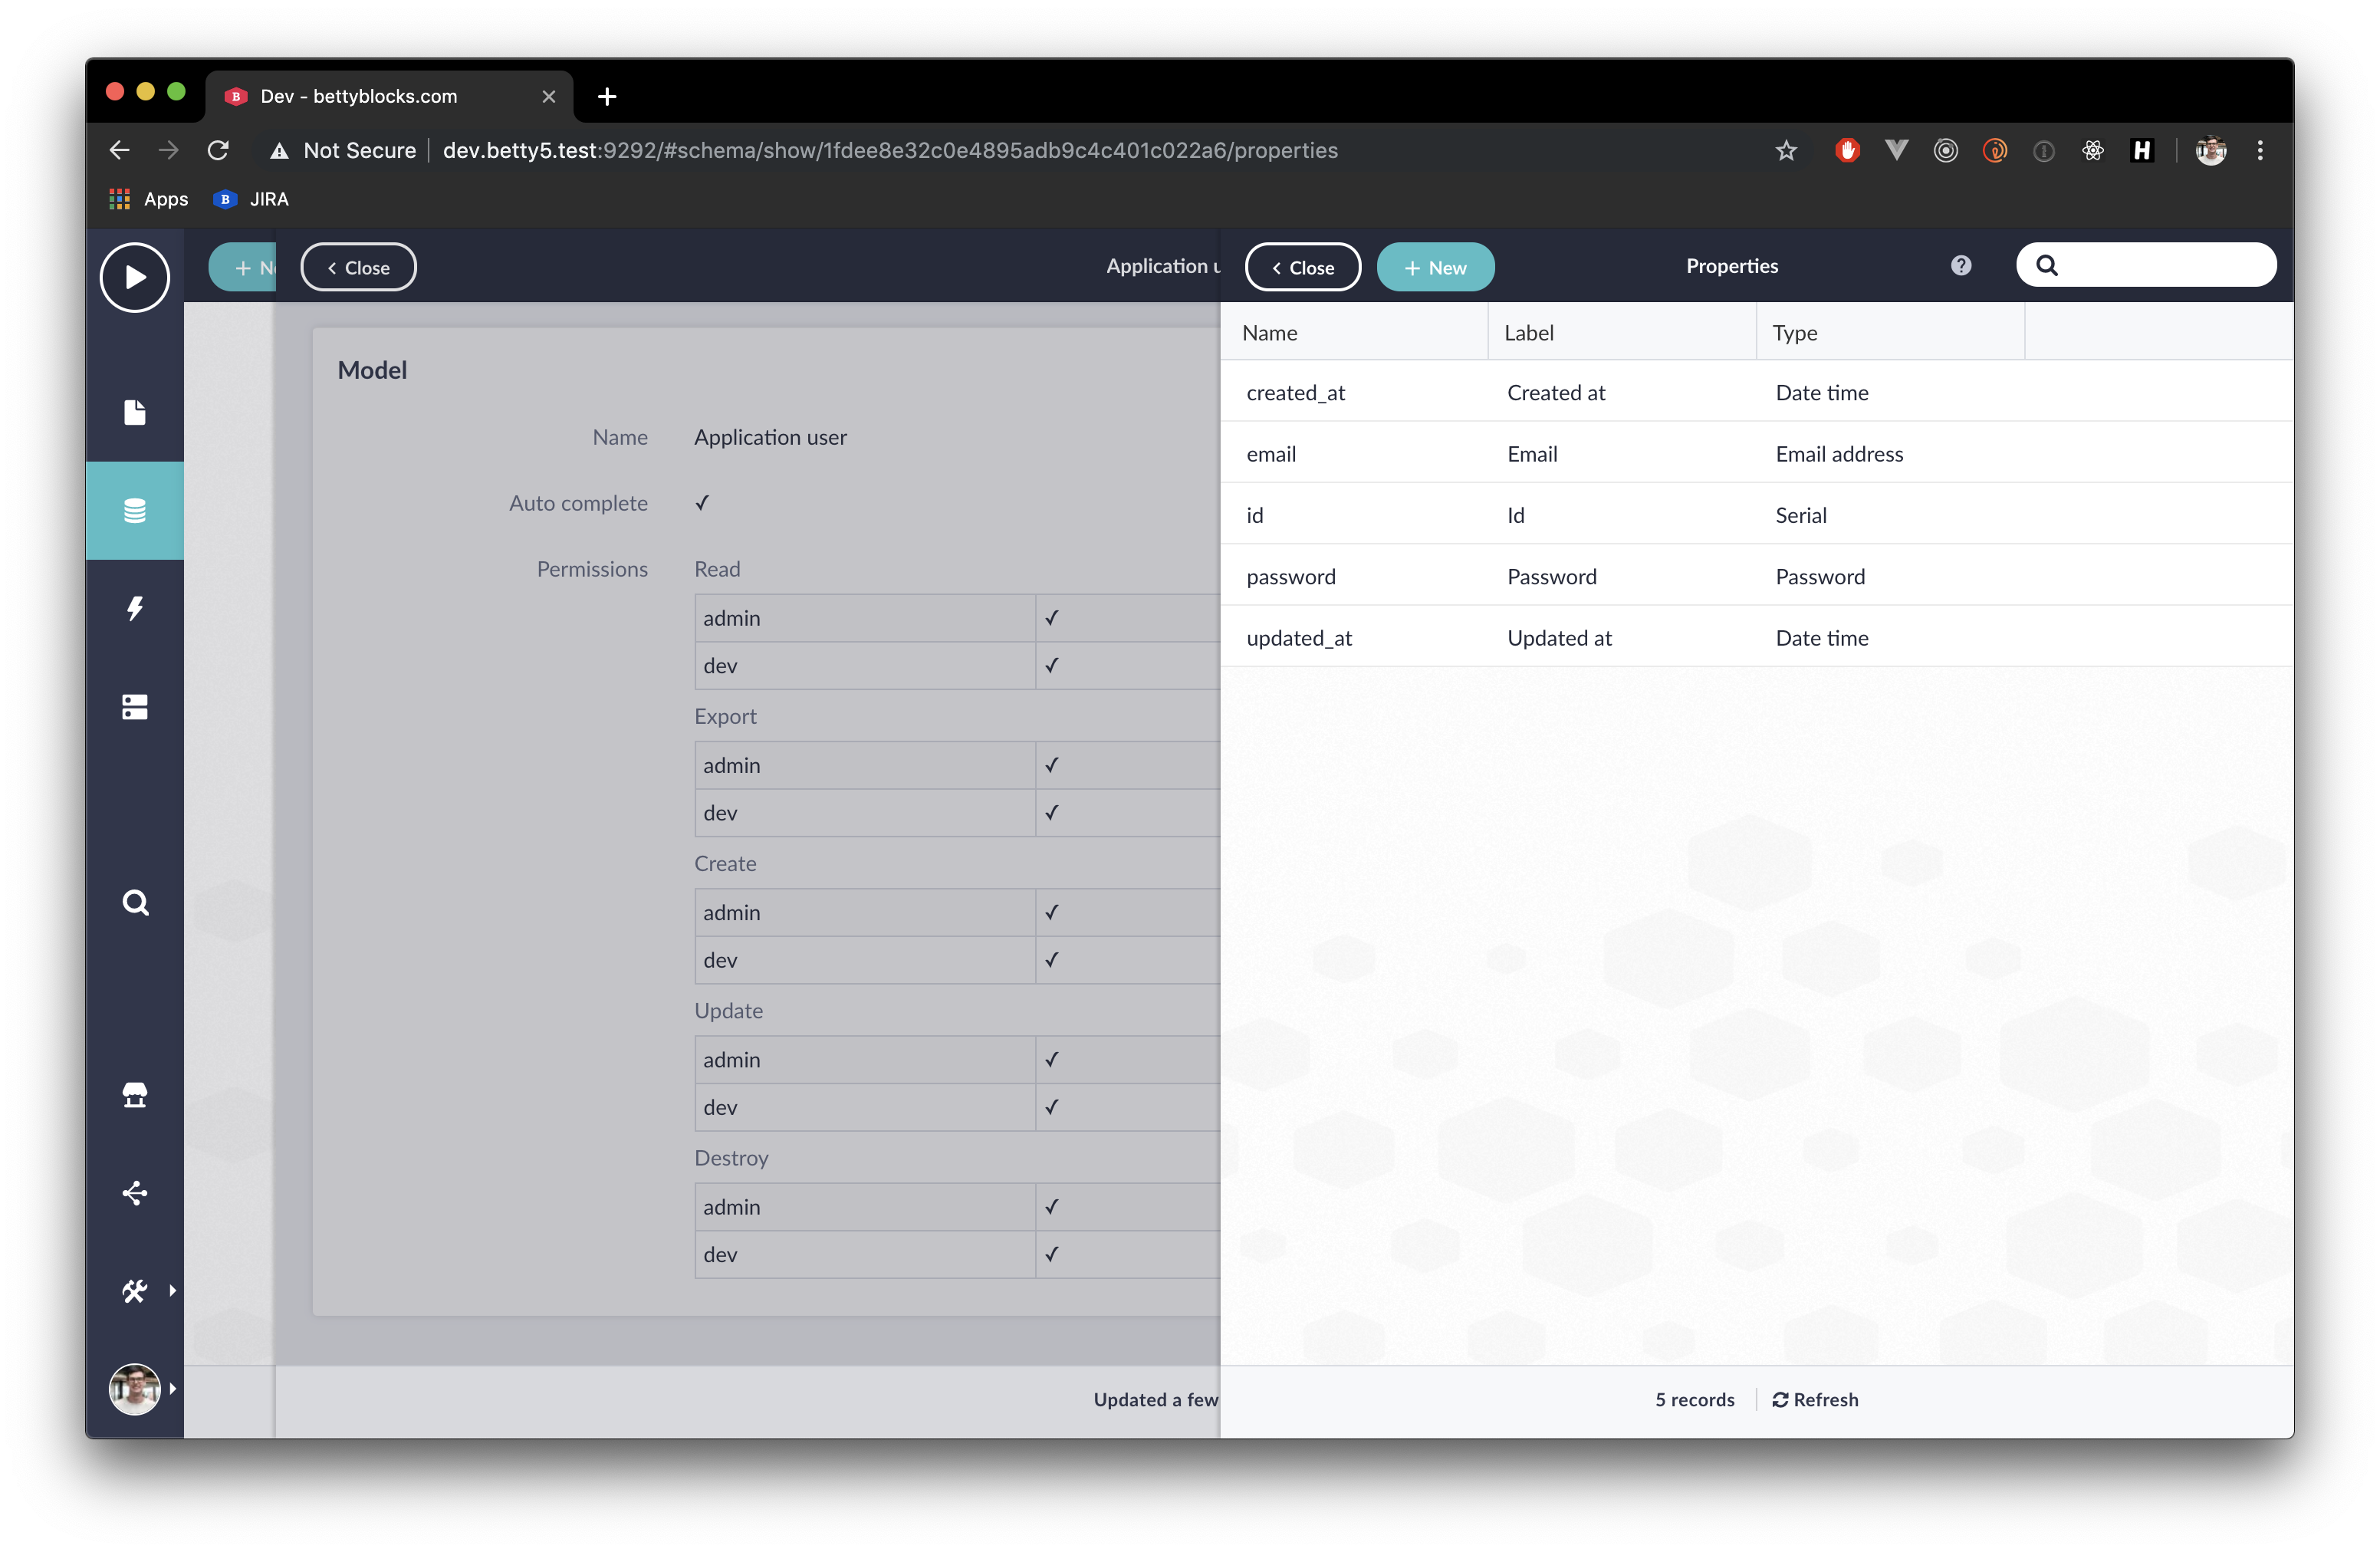 Dev - bettyblocks.com
Not Secure dev.betty5.test:9292/#schema/show/1fdee8e32c0e4895adb9c4c401c022a6/properties
Apps JIRA
+ N
Close
Application u
Model
Name Application user
Auto complete ✓
Permissions Read
admin ✓
dev ✓
Export
admin ✓
dev ✓
Create
admin ✓
dev ✓
Update
admin ✓
dev ✓
Destroy
admin ✓
dev ✓
Updated a few
Close
+ New
Properties
Name Label Type
created_at Created at Date time
email Email Email address
id Id Serial
password Password Password
updated_at Updated at Date time
5 records Refresh